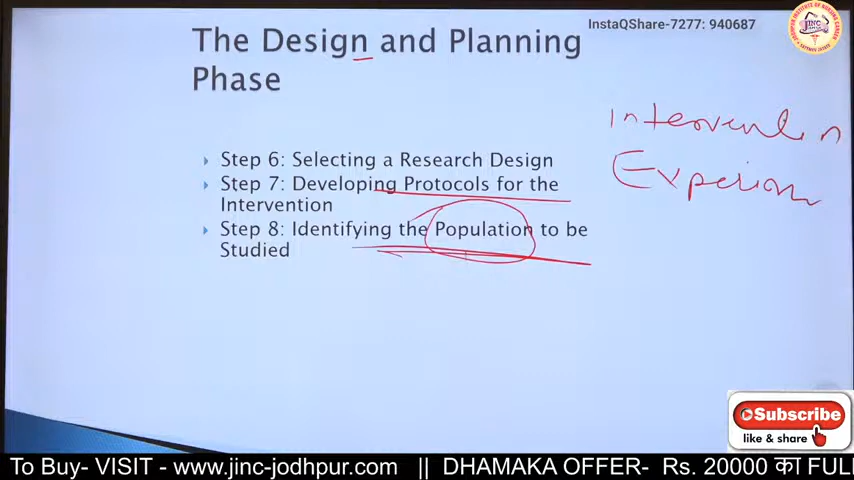 InstaQShare-7277: 940687
The Design and Planning
Phase
Intervention
Step 6: Selecting a Research Design
Step 7: Developing Protocols for the
Intervention
Step 8: Identifying the Population to be
Studied
Subscribe
like & share
To Buy- VISIT - www.jinc-jodhpur.com || DHAMAKA OFFER- Rs. 20000 का FULL